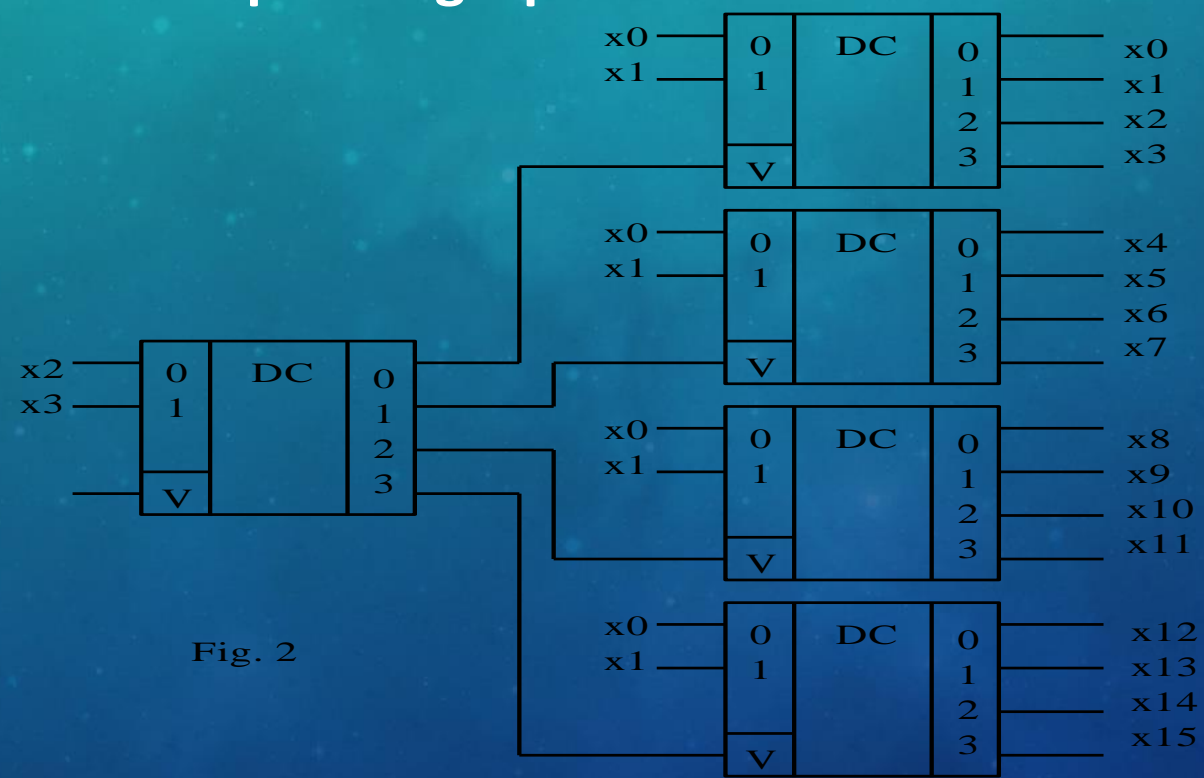 x0 0 DC 0 x0
x1 1 1 x1
2 x2
V 3 x3
x0 0 DC 0 x4
x1 1 1 x5
2 x6
V 3 x7
x2 0 DC 0
x3 1 1
2
V 3
x0 0 DC 0 x8
x1 1 1 x9
2 x10
V 3 x11
Fig. 2
x0 0 DC 0 x12
x1 1 1 x13
2 x14
V 3 x15